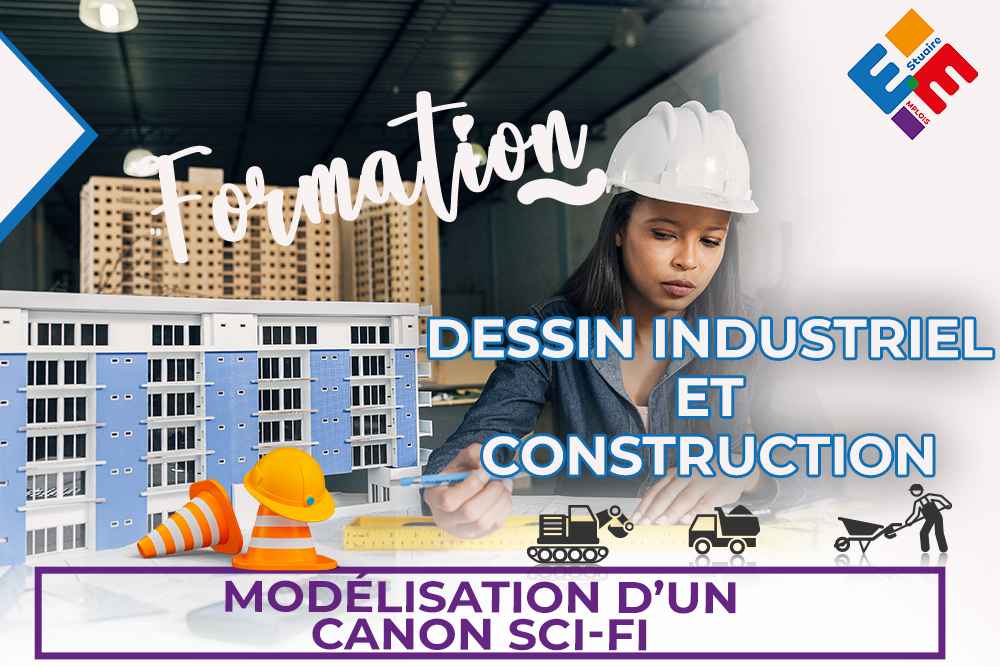 Stuaire
MPLOIS
Formation
DESSIN INDUSTRIEL
ET
CONSTRUCTION
MODÉLISATION D’UN
CANON SCI-FI